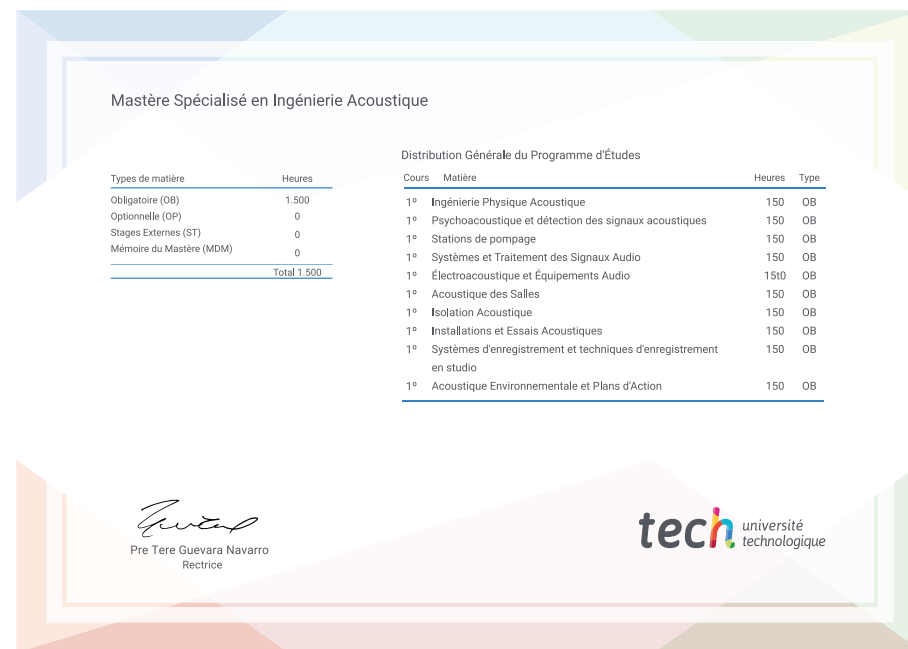 Mastère Spécialisé en Ingénierie Acoustique
Types de matière Heures
Obligatoire (OB) 1.500
Optionnelle (OP) 0
Stages Externes (ST) 0
Mémoire du Mastère (MDM) 0
Total 1.500
Distribution Générale du Programme d'Études
Cours Matière Heures Type
1º Ingénierie Physique Acoustique 150 OB
1º Psychoacoustique et détection des signaux acoustiques 150 OB
1º Stations de pompage 150 OB
1º Systèmes et Traitement des Signaux Audio 150 OB
1º Électroacoustique et Équipements Audio 15t0 OB
1º Acoustique des Salles 150 OB
1º Isolation Acoustique 150 OB
1º Installations et Essais Acoustiques 150 OB
1º Systèmes d'enregistrement et techniques d'enregistrement 150 OB
en studio
1º Acoustique Environnementale et Plans d'Action 150 OB
Pre Tere Guevara Navarro
Rectrice
tech université
technologique